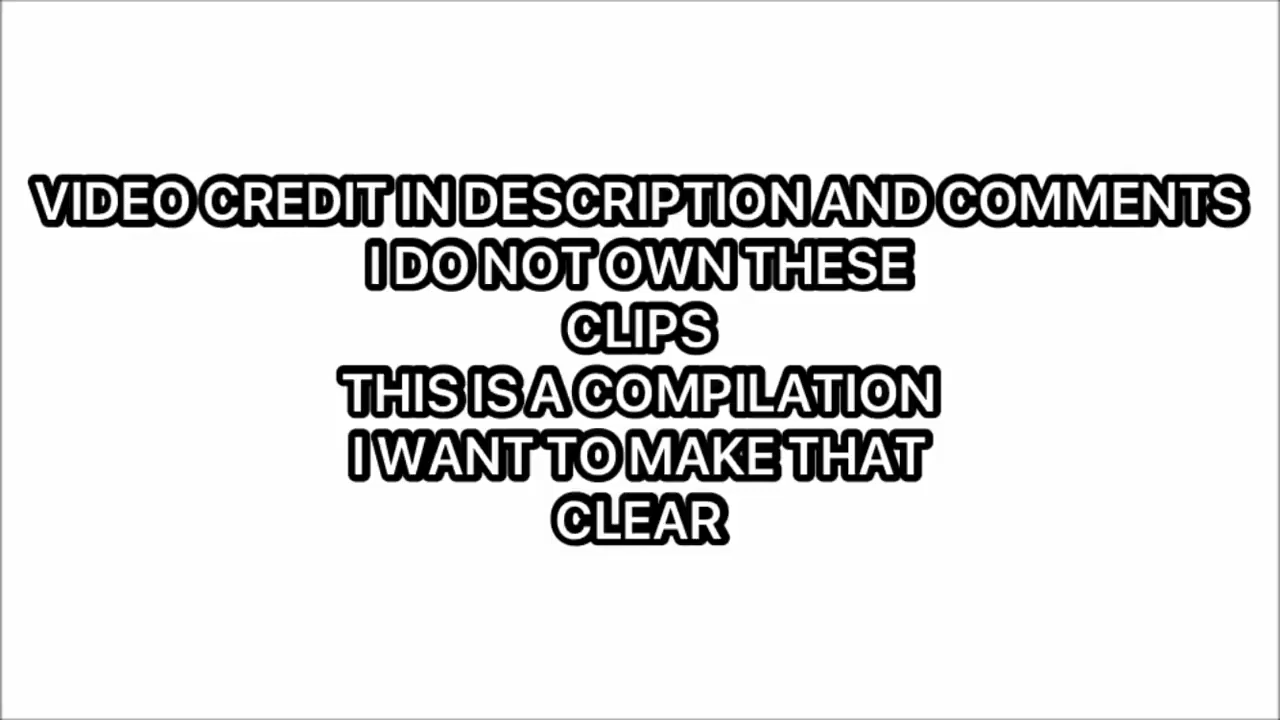 VIDEO CREDIT IN DESCRIPTION AND COMMENTS
I DO NOT OWN THESE
CLIPS
THIS IS A COMPILATION
I WANT TO MAKE THAT
CLEAR